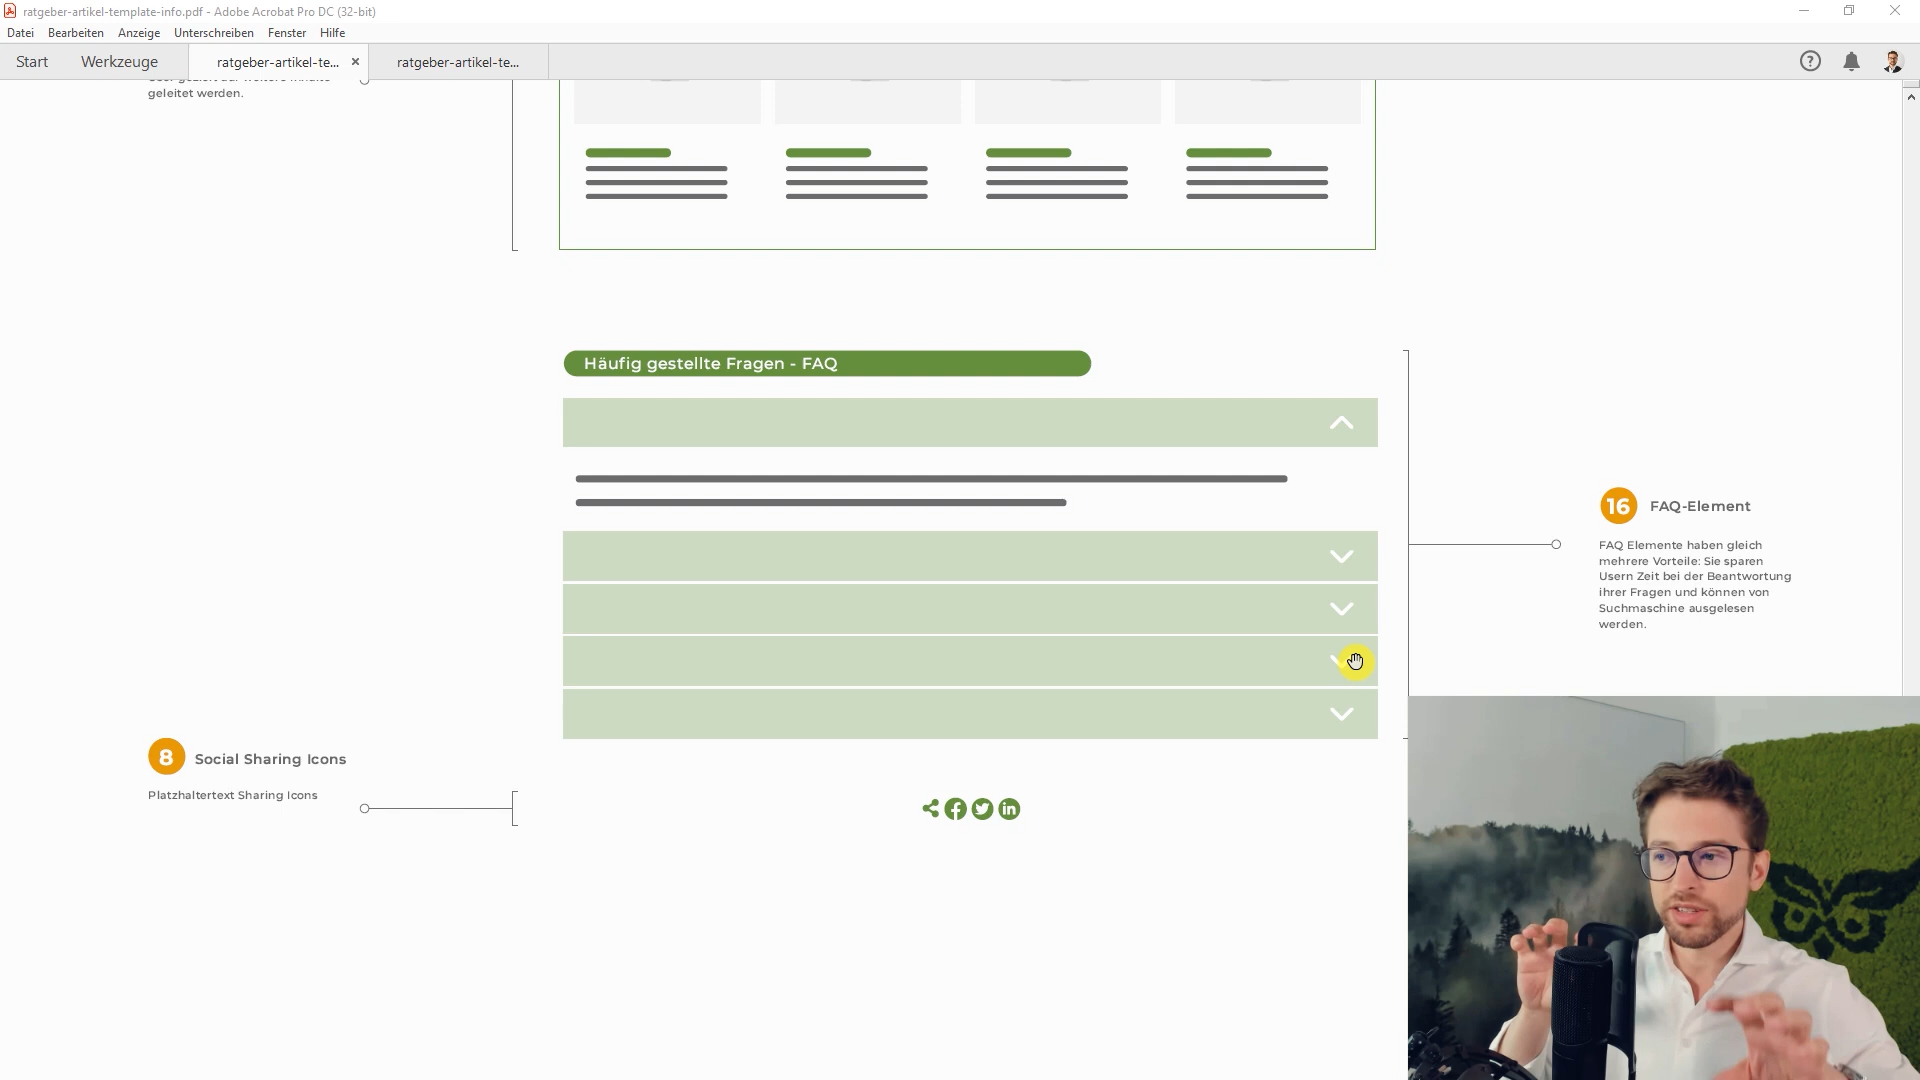 ratgeber-artikel-template-info.pdf - Adobe Acrobat Pro DC (32-bit)
Datei Bearbeiten Anzeige Unterschreiben Fenster Hilfe
Start Werkzeuge ratgeber-artikel-te... × ratgeber-artikel-te... ?
geleitet werden.
Häufig gestellte Fragen - FAQ
16 FAQ-Element
FAQ Elemente haben gleich
mehrere Vorteile: Sie sparen
Usern Zeit bei der Beantwortung
ihrer Fragen und können von
Suchmaschine ausgelesen
werden.
8 Social Sharing Icons
Platzhaltertext Sharing Icons
in